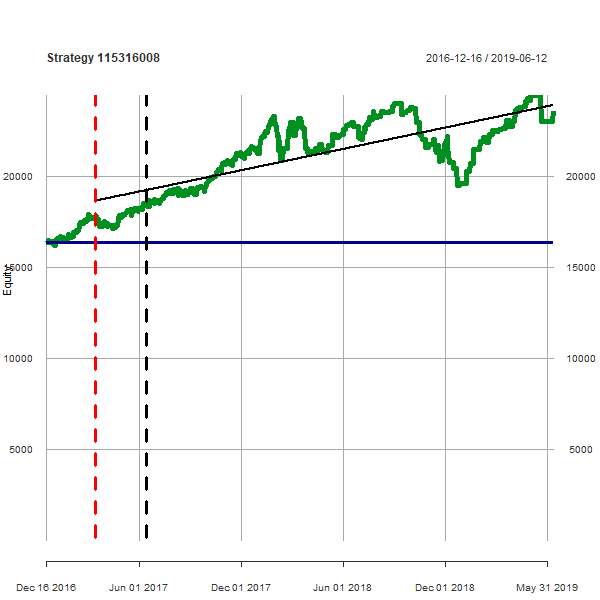 Strategy 115316008
2016-12-16 / 2019-06-12
20000 20000
15000 15000
Equity
10000 10000
5000 5000
Dec 16 2016 Jun 01 2017 Dec 01 2017 Jun 01 2018 Dec 01 2018 May 31 2019